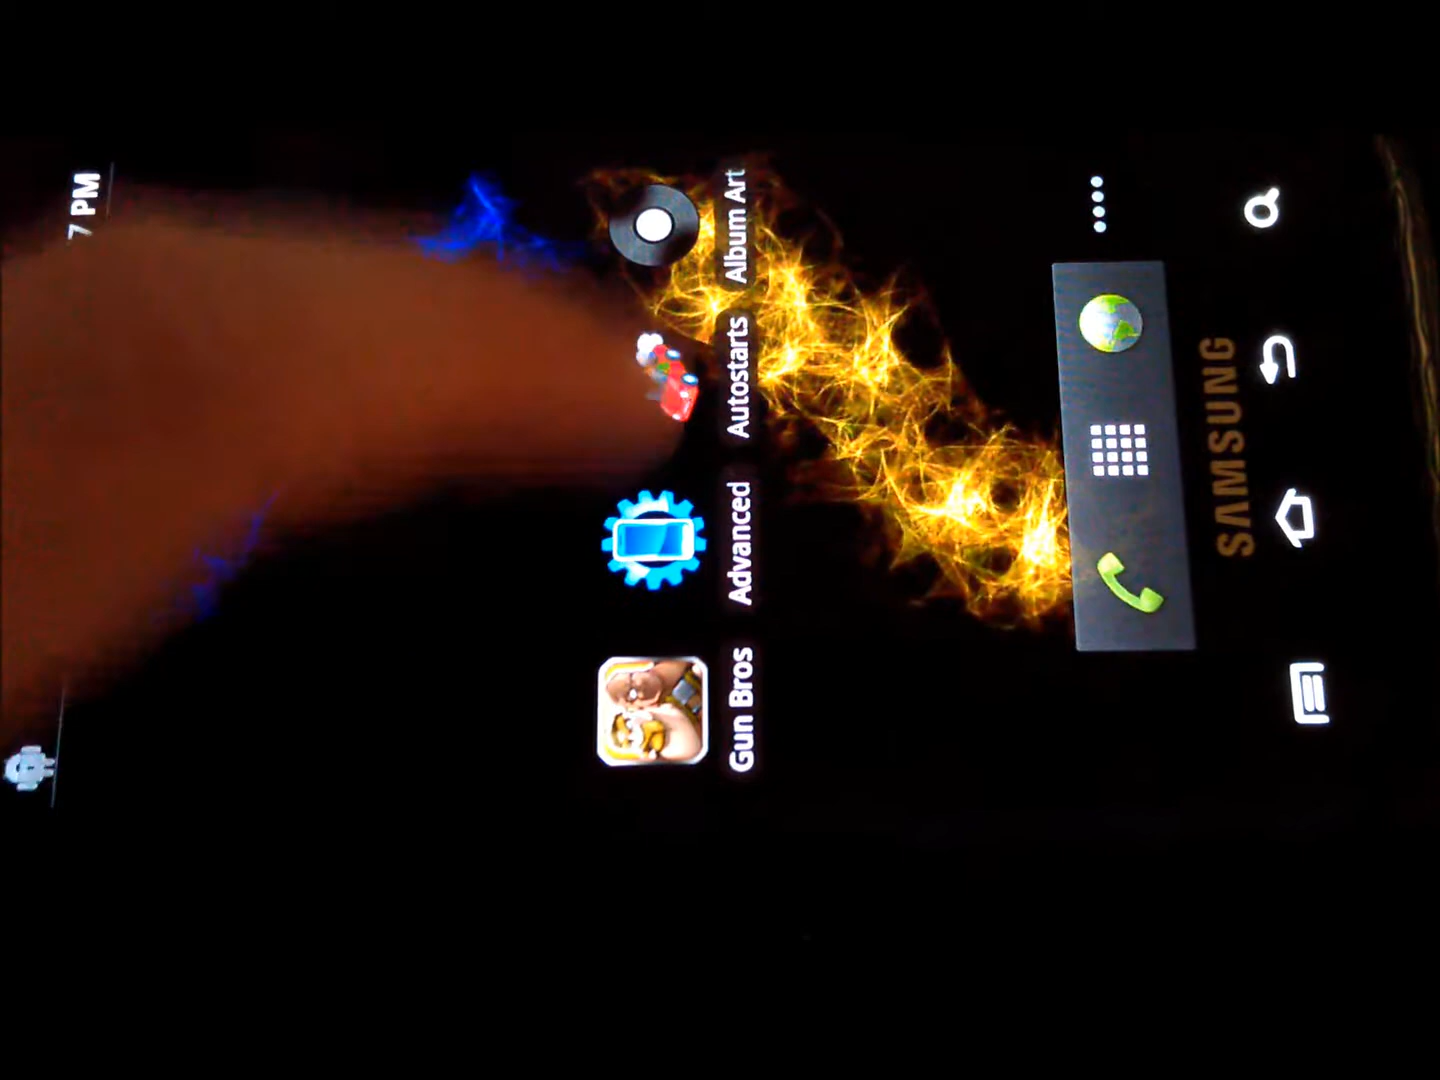 7 PM
Gun Bros
Advanced
Autostarts
Album Art
SAMSUNG